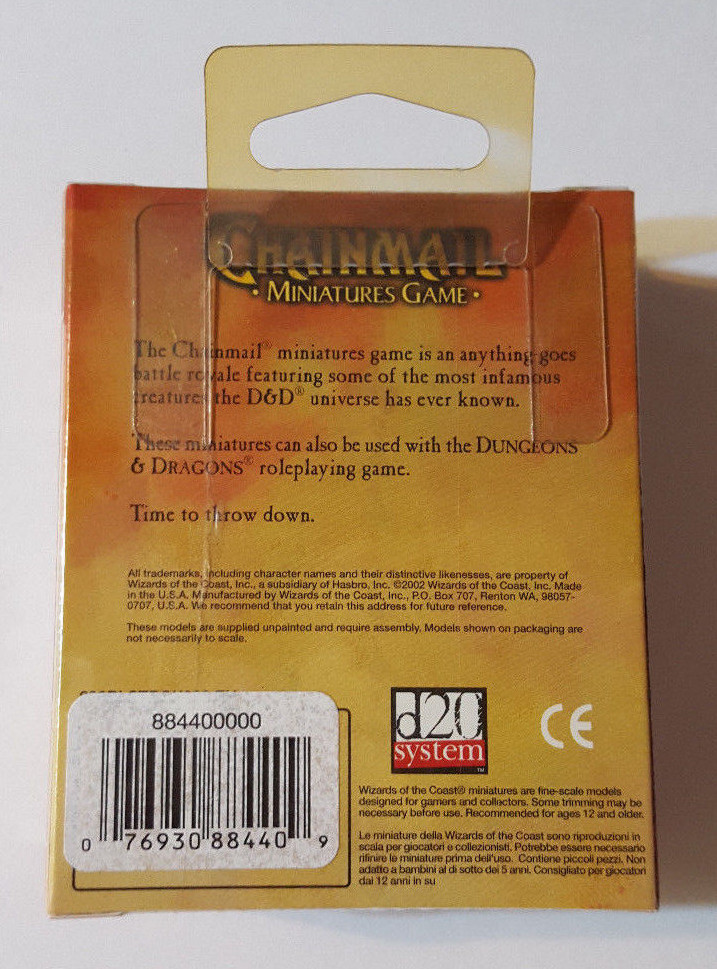 CHAINMAIL
• MINIATURES GAME •
The Chainmail® miniatures game is an anything goes
battle royale featuring some of the most infamous
creatures the D&D® universe has ever known.
These miniatures can also be used with the DUNGEONS
& DRAGONS® roleplaying game.
Time to throw down.
All trademarks, including character names and their distinctive likenesses, are property of
Wizards of the Coast, Inc., a subsidiary of Hasbro, Inc. ©2002 Wizards of the Coast, Inc. Made
in the U.S.A. Manufactured by Wizards of the Coast, Inc., P.O. Box 707, Renton WA, 98057-
0707, U.S.A. We recommend that you retain this address for future reference.
These models are supplied unpainted and require assembly. Models shown on packaging are
not necessarily to scale.
884400000
0 76930 88440 9
d20
system
TM
CE
Wizards of the Coast® miniatures are fine-scale models
designed for gamers and collectors. Some trimming may be
necessary before use. Recommended for ages 12 and older.
Le miniature della Wizards of the Coast sono riproduzioni in
scala per giocatori e collezionisti. Potrebbe essere necessario
rifinire le miniature prima dell'uso. Contiene piccoli pezzi. Non
adatto a bambini al di sotto dei 5 anni. Consigliato per giocatori
dai 12 anni in su